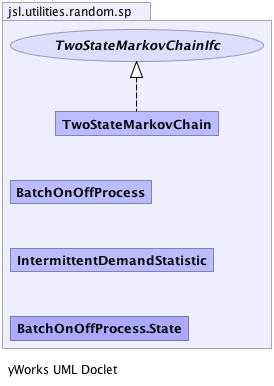 jsl.utilities.random.sp
TwoStateMarkovChainIfc
TwoStateMarkovChain
BatchOnOffProcess
IntermittentDemandStatistic
BatchOnOffProcess.State
yWorks UML Doclet